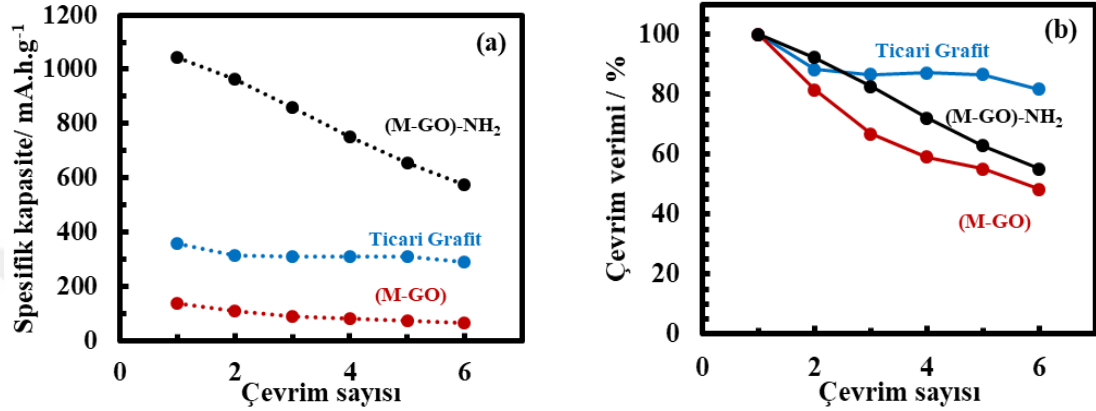 (a)
Spesifik kapasite/ mA.h.g⁻¹
1200
1000
800
600
400
200
0
(M-GO)-NH₂
Ticari Grafit
(M-GO)
0 2 4 6
Çevrim sayısı
(b)
Çevrim verimi / %
100
80
60
40
20
0
Ticari Grafit
(M-GO)-NH₂
(M-GO)
0 2 4 6
Çevrim sayısı